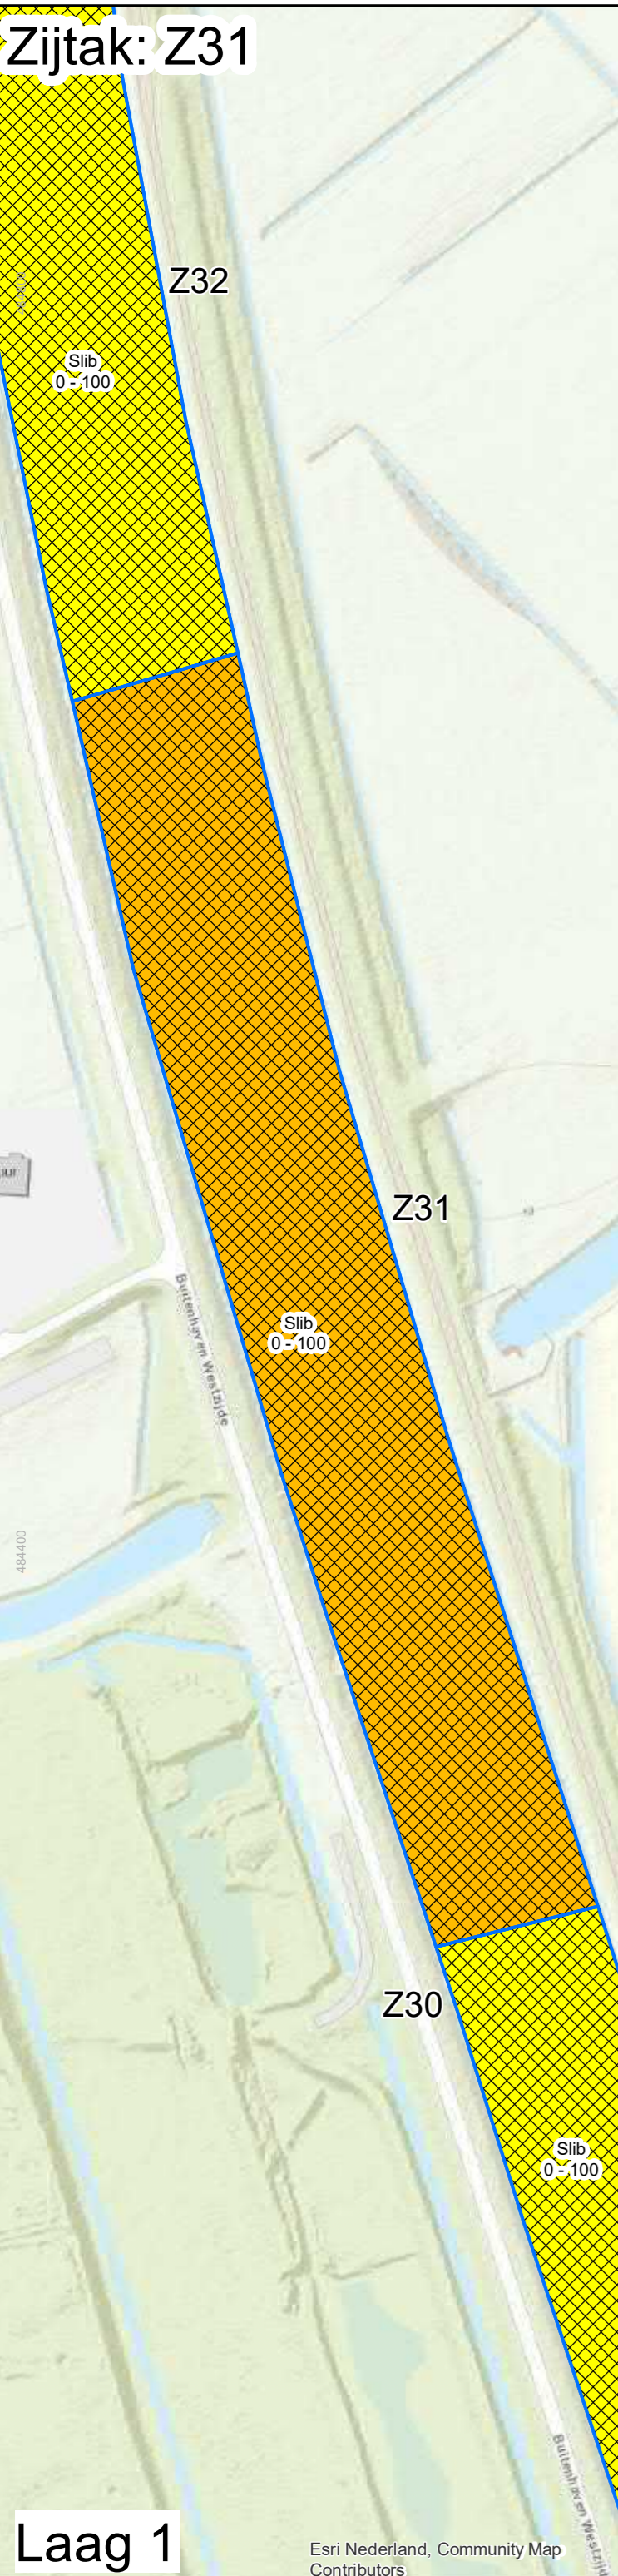 Zijtak: Z31
Z32
Slib
0 - 100
Z31
Buitenhaven Westzijde
Slib
0 - 100
484400
Z30
Slib
0 - 100
Buitenhaven Westzijd
Laag 1
Esri Nederland, Community Map
Contributors